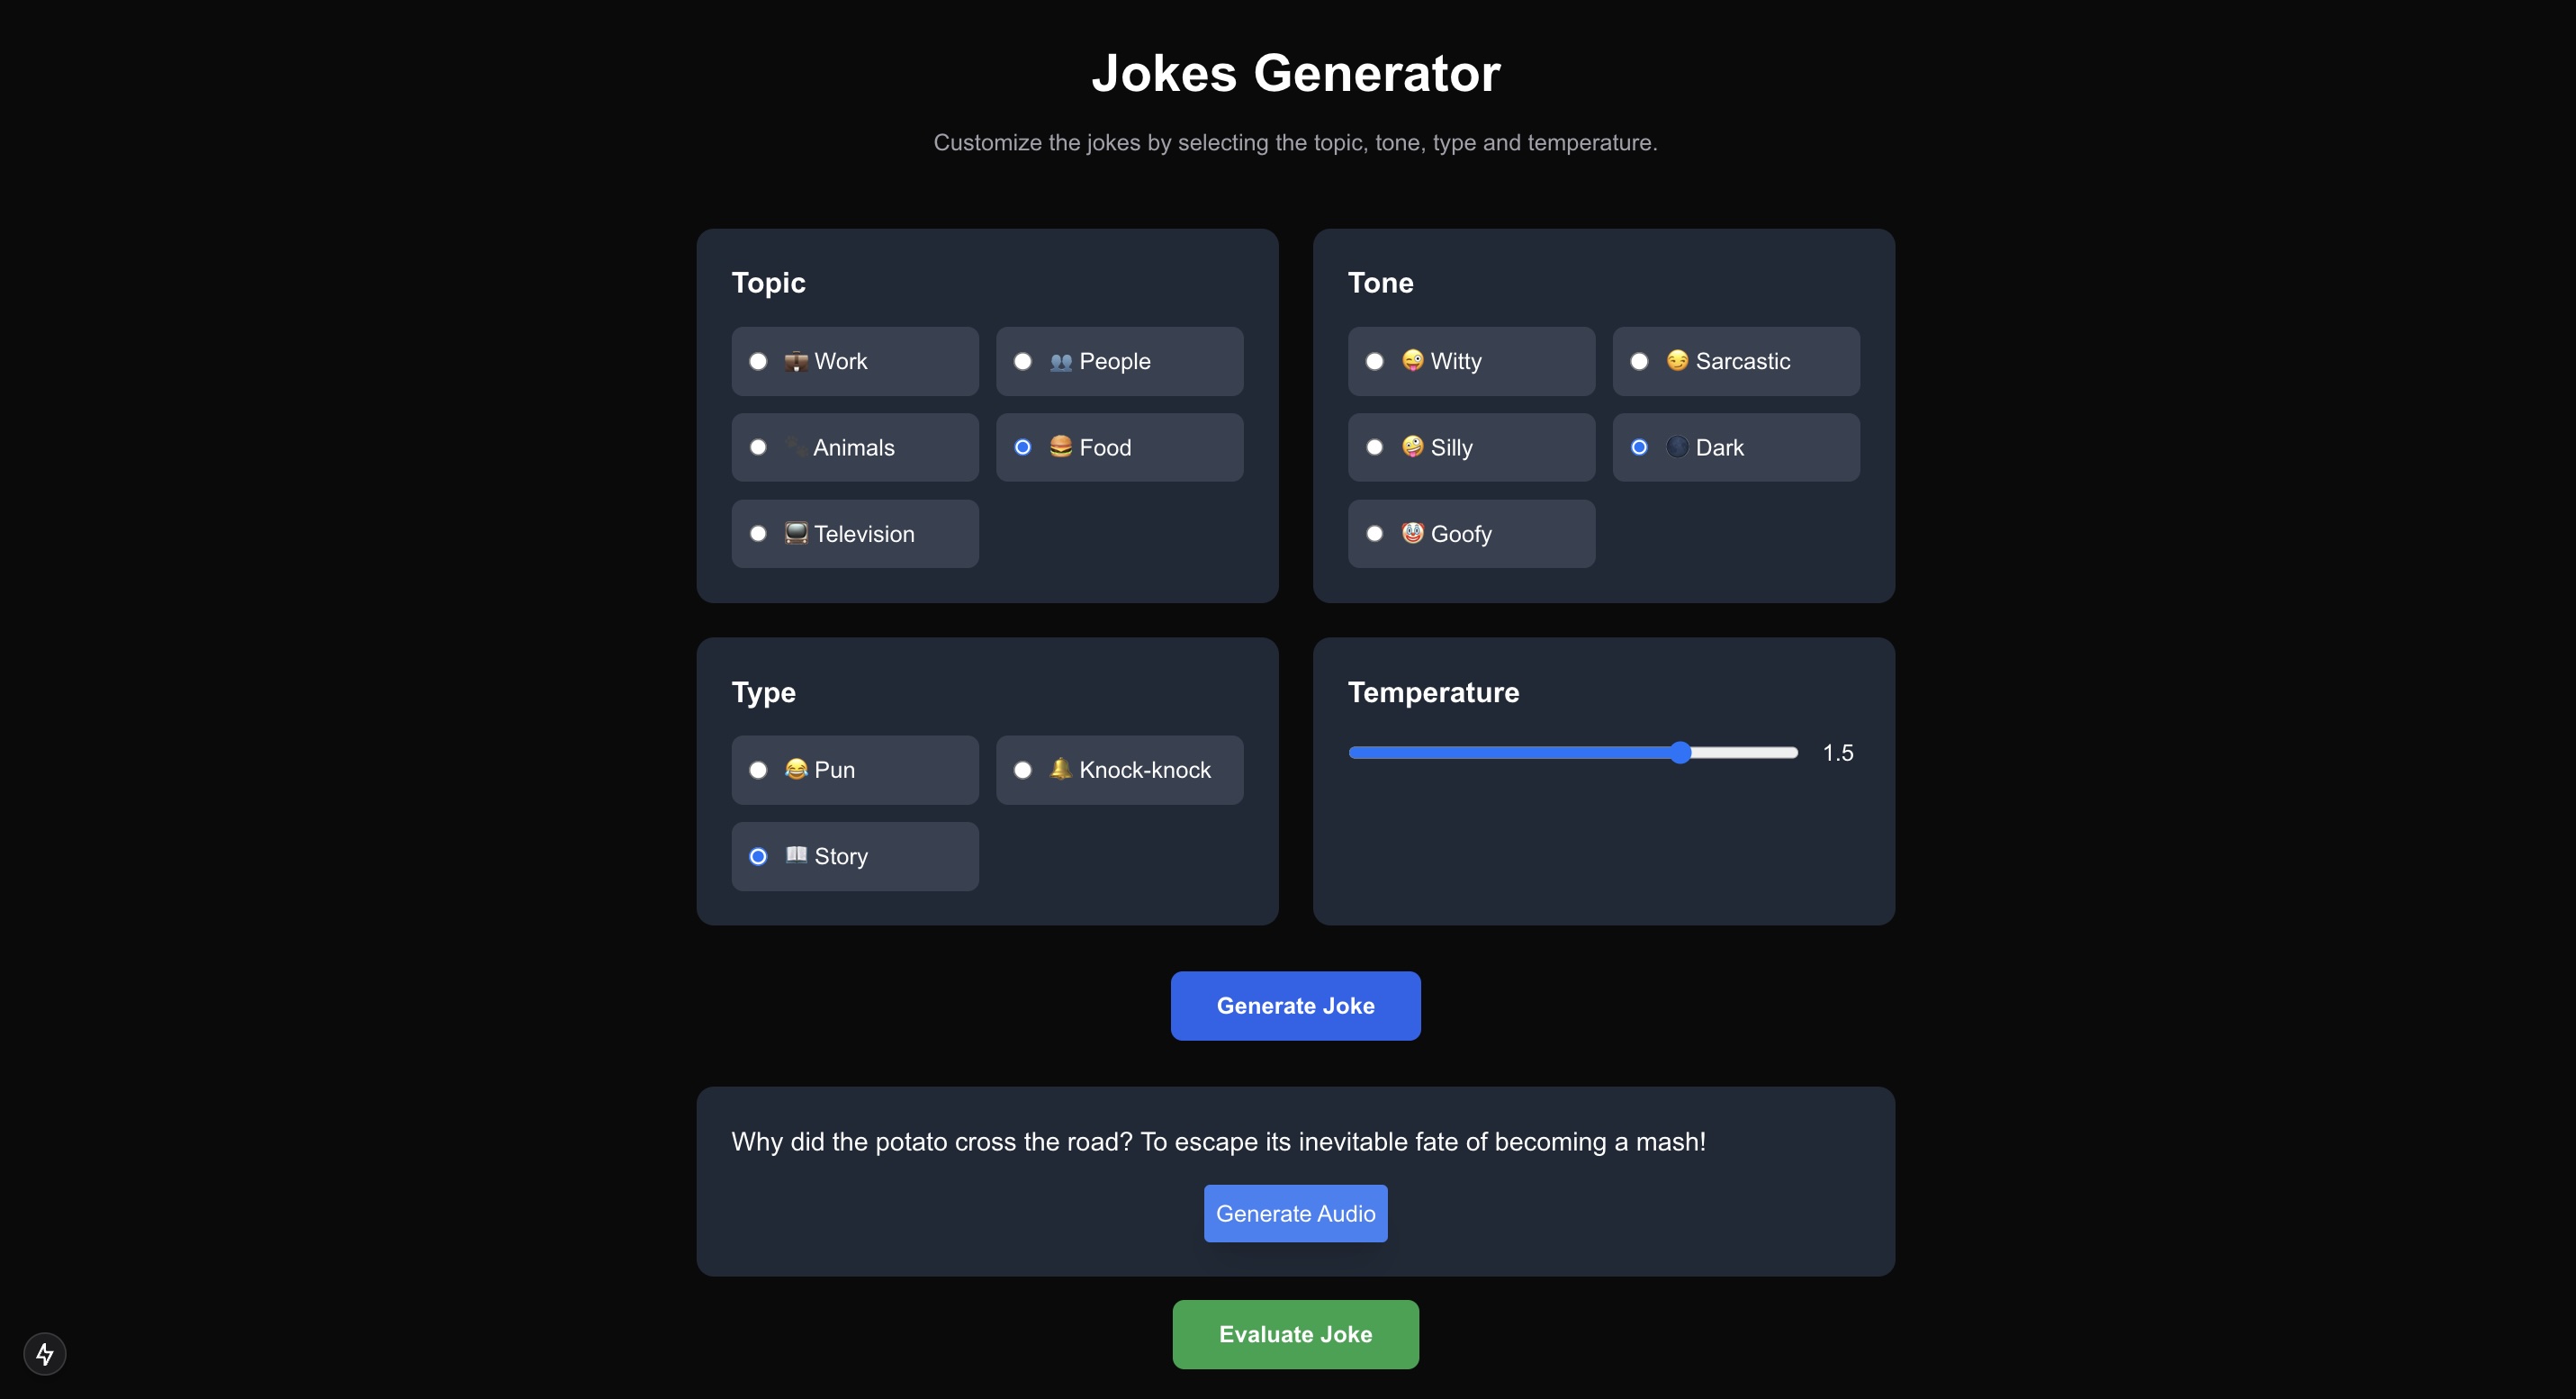 Jokes Generator
Customize the jokes by selecting the topic, tone, type and temperature.
Topic
Work
People
Animals
Food
Television
Tone
Witty
Sarcastic
Silly
Dark
Goofy
Type
Pun
Knock-knock
Story
Temperature
1.5
Generate Joke
Why did the potato cross the road? To escape its inevitable fate of becoming a mash!
Generate Audio
Evaluate Joke